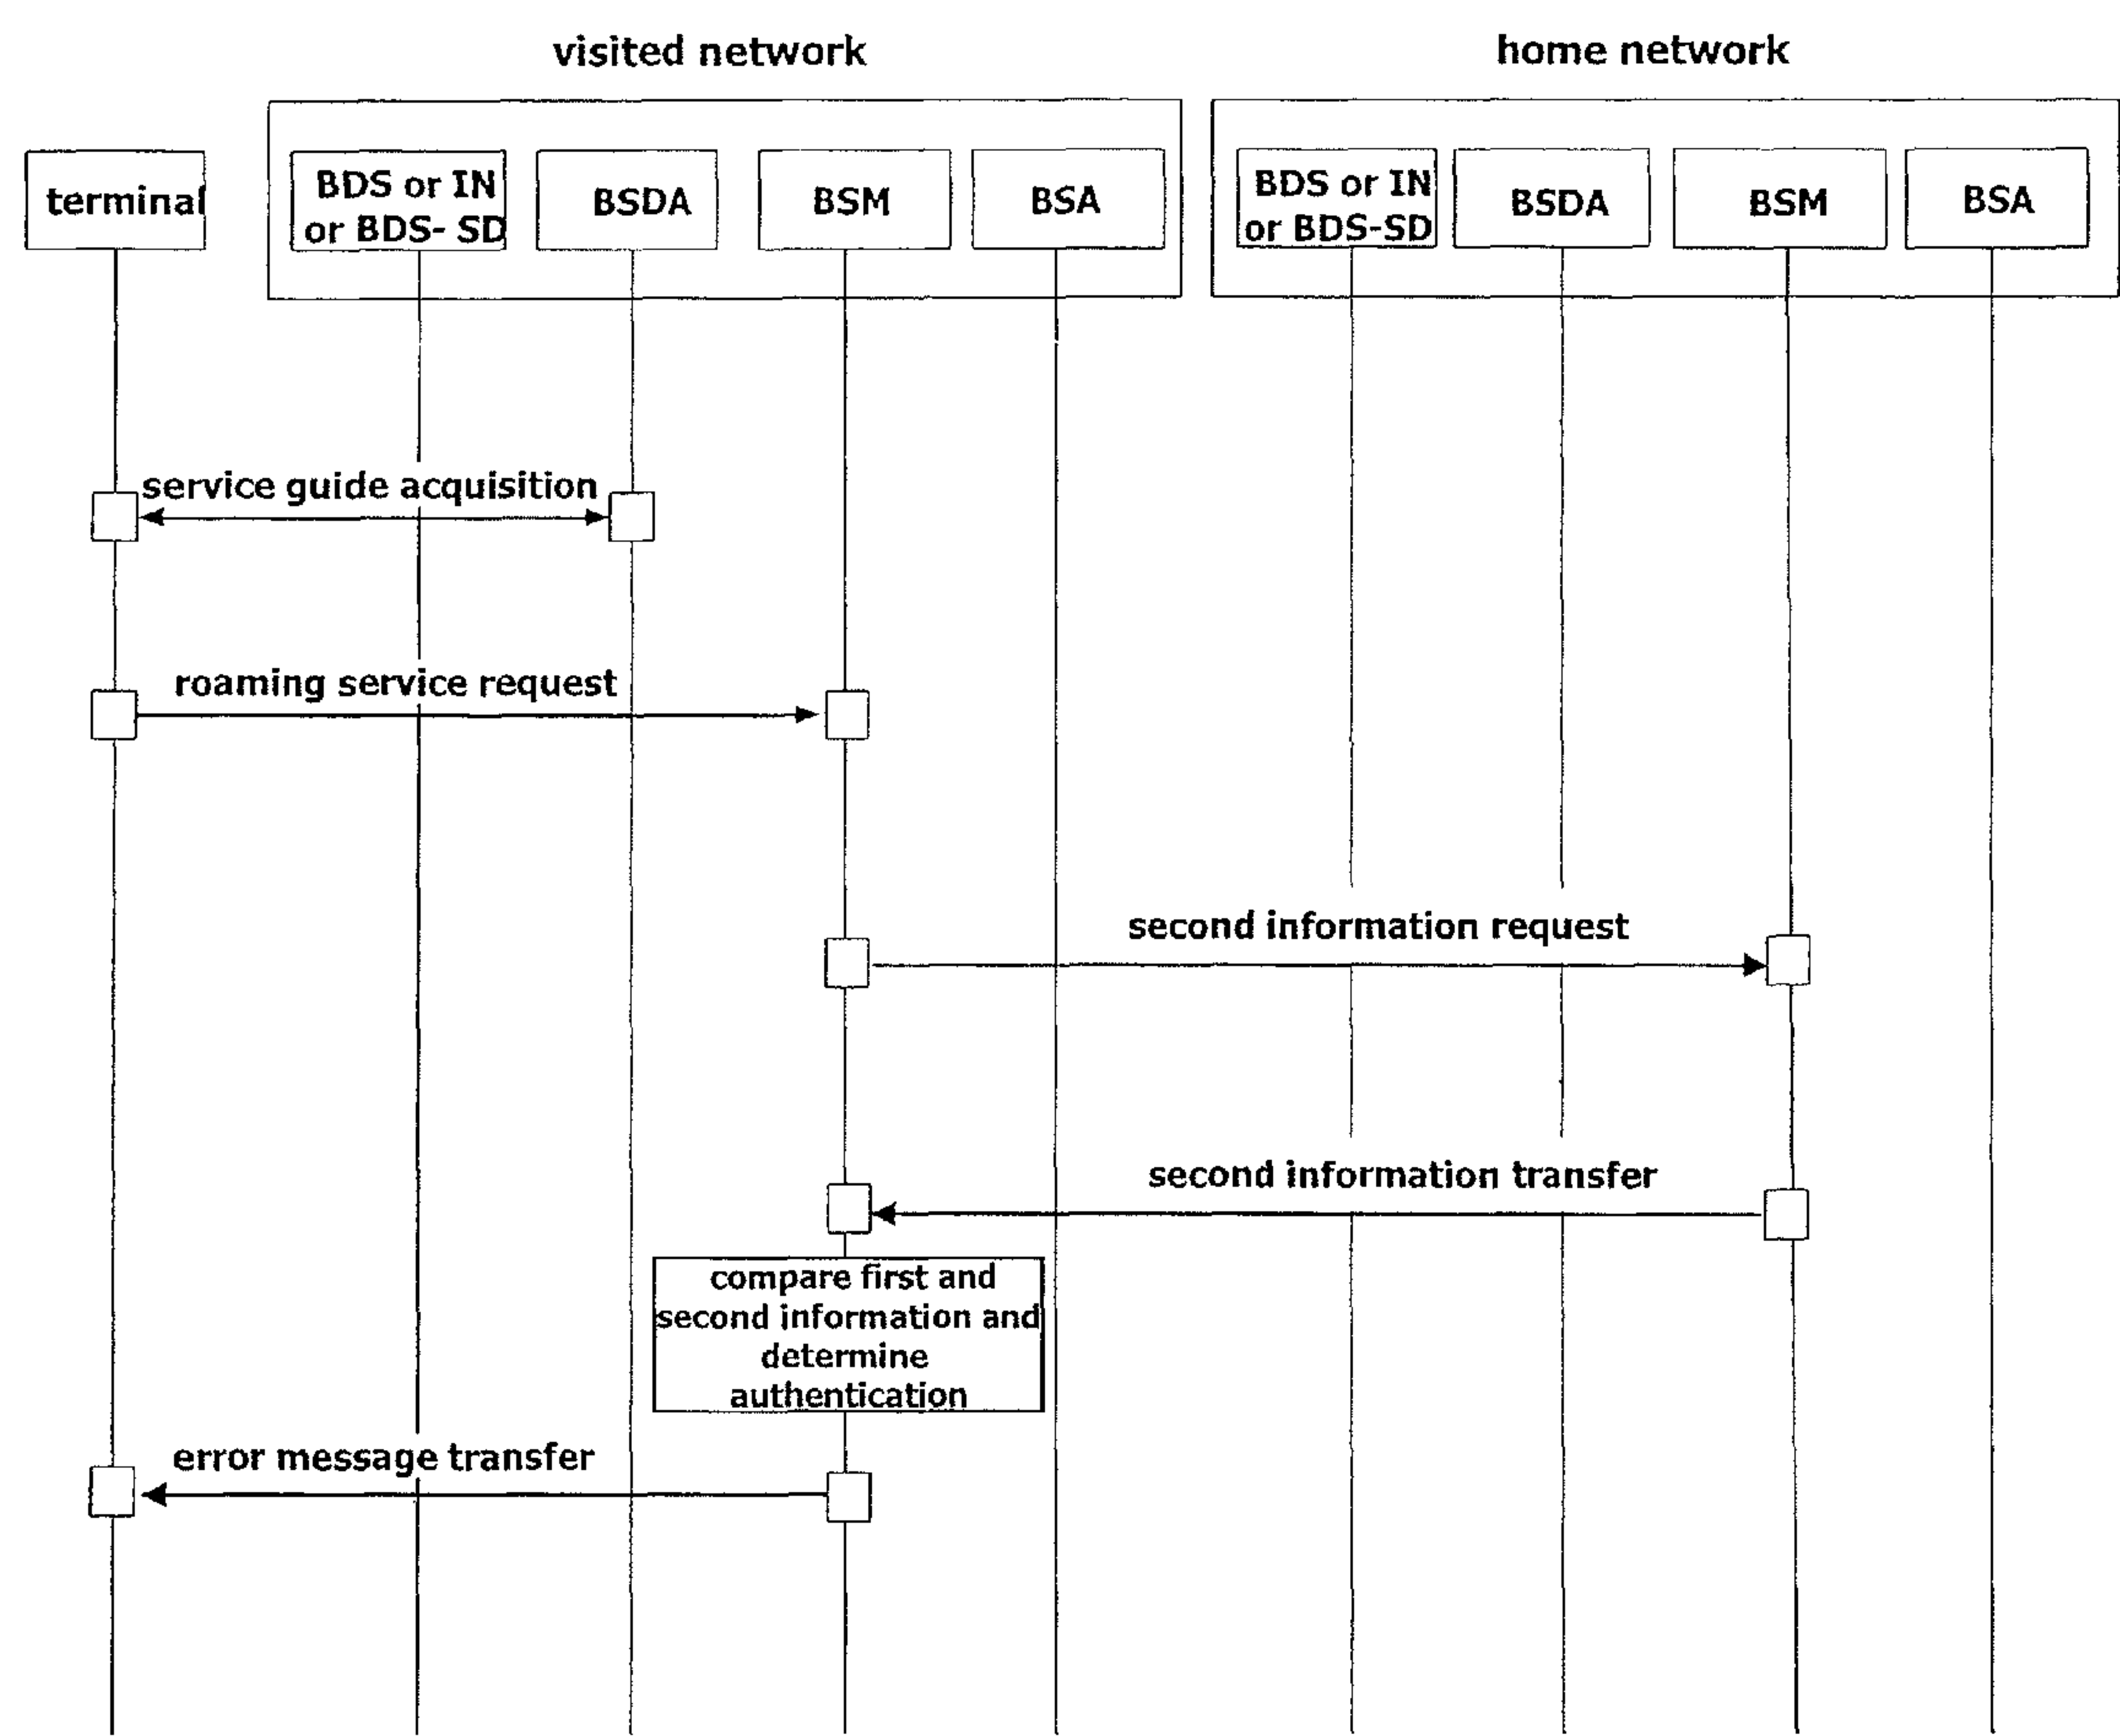 visited network
home network
terminal
BDS or IN
or BDS- SD
BSDA
BSM
BSA
BDS or IN
or BDS-SD
BSDA
BSM
BSA
service guide acquisition
roaming service request
second information request
second information transfer
compare first and
second information and
determine
authentication
error message transfer